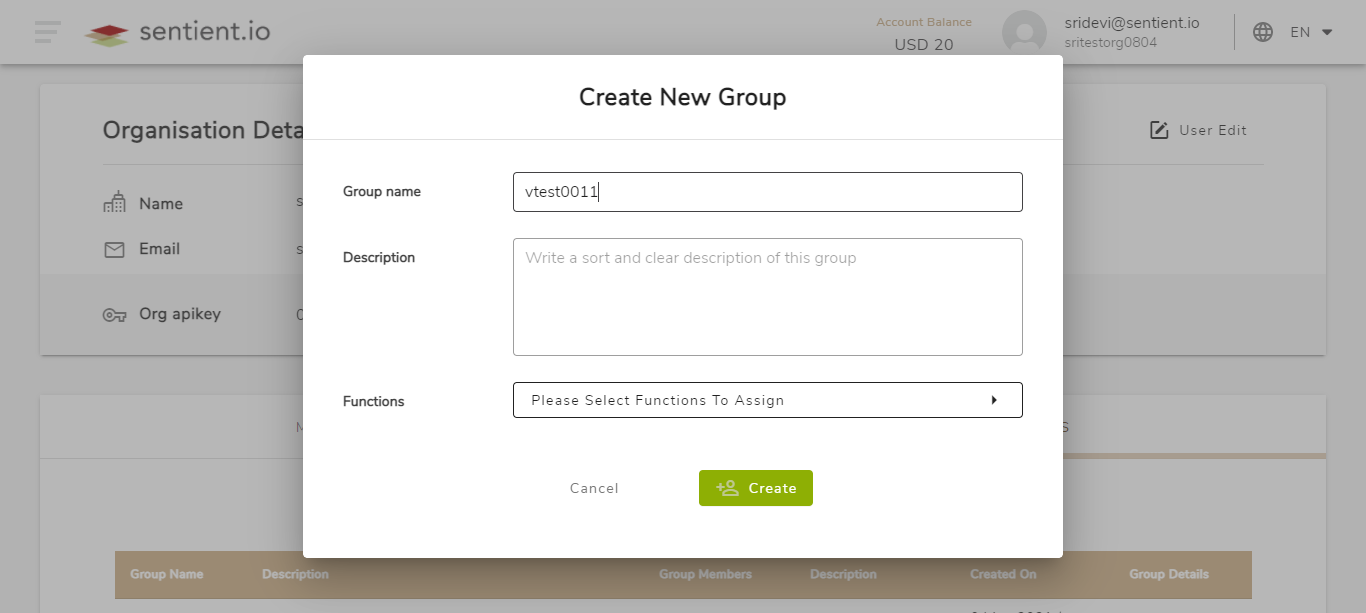 sentient.io
Account Balance
USD 20
sridevi@sentient.io
sritestorg0804
EN
Create New Group
Organisation Deta
User Edit
Group name
vtest0011
Name
s
Email
s
Description
Write a sort and clear description of this group
Org apikey
0
Functions
Please Select Functions To Assign
M
S
Cancel
Create
Group Name Description Group Members Description Created On Group Details